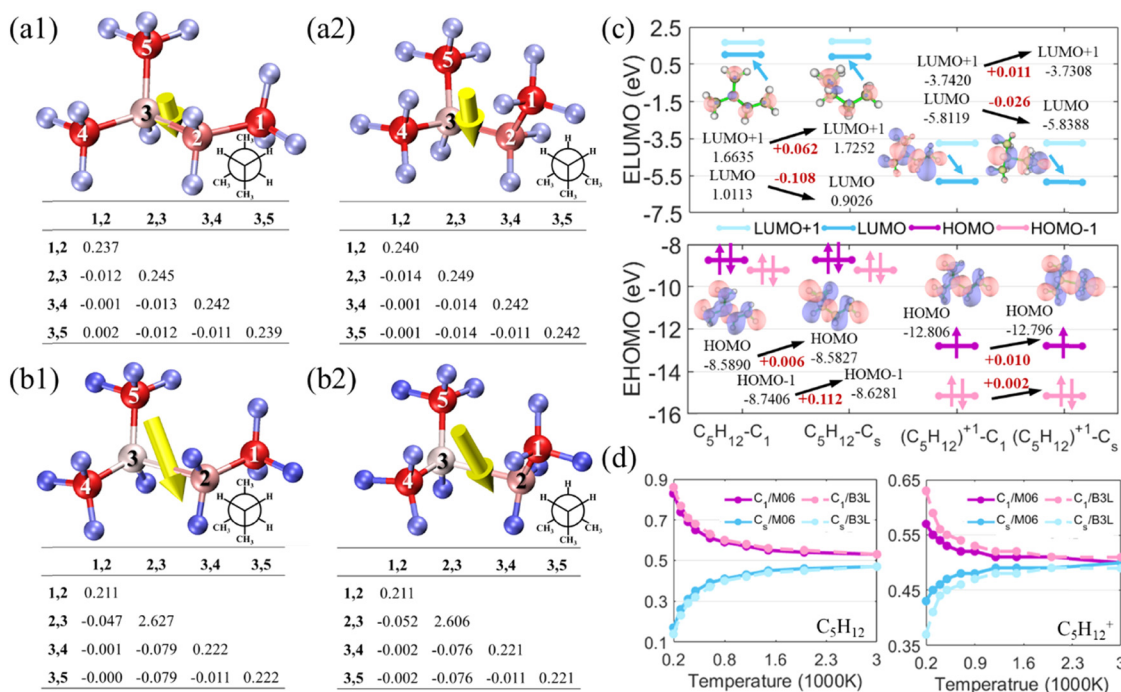 (a1)
5
3
4
2
1
CH₃
H
H
H
H
CH₃
CH₃
1,2 2,3 3,4 3,5
1,2 0.237
2,3 -0.012 0.245
3,4 -0.001 -0.013 0.242
3,5 0.002 -0.012 -0.011 0.239
(a2)
5
3
4
2
1
H
H
H
H
CH₃
CH₃
CH₃
1,2 2,3 3,4 3,5
1,2 0.240
2,3 -0.014 0.249
3,4 -0.001 -0.014 0.242
3,5 -0.001 -0.014 -0.011 0.242
(b1)
5
3
4
2
1
CH₃
H
H
H
H
CH₃
CH₃
1,2 2,3 3,4 3,5
1,2 0.211
2,3 -0.047 2.627
3,4 -0.001 -0.079 0.222
3,5 -0.000 -0.079 -0.011 0.222
(b2)
5
3
4
2
1
H
H
H
H
CH₃
CH₃
CH₃
1,2 2,3 3,4 3,5
1,2 0.211
2,3 -0.052 2.606
3,4 -0.002 -0.076 0.221
3,5 -0.002 -0.076 -0.011 0.221
(c)
ELUMO (eV)
2.5
0.5
-1.5
-3.5
-5.5
-7.5
LUMO+1
1.6635
+0.062
LUMO+1
1.7252
LUMO
1.0113
-0.108
LUMO
0.9026
LUMO+1
-3.7420
+0.011
LUMO+1
-3.7308
LUMO
-5.8119
-0.026
LUMO
-5.8388
LUMO+1 LUMO HOMO HOMO-1
EHOMO (eV)
-8
-10
-12
-14
-16
HOMO
-8.5890
+0.006
HOMO
-8.5827
HOMO-1
-8.7406
+0.112
HOMO-1
-8.6281
HOMO
-12.806
HOMO
-12.796
+0.010
+0.002
C₅H₁₂-C₁ C₅H₁₂-Cₛ (C₅H₁₂)⁺¹-C₁ (C₅H₁₂)⁺¹-Cₛ
(d)
0.9
0.7
0.5
0.3
0.1
C₁/M06 C₁/B3L
Cₛ/M06 Cₛ/B3L
C₅H₁₂
0.2 0.9 1.6 2.3 3
Temperature (1000K)
0.65
0.55
0.45
0.35
C₁/M06 C₁/B3L
Cₛ/M06 Cₛ/B3L
C₅H₁₂⁺
0.2 0.9 1.6 2.3 3
Temperatrue (1000K)